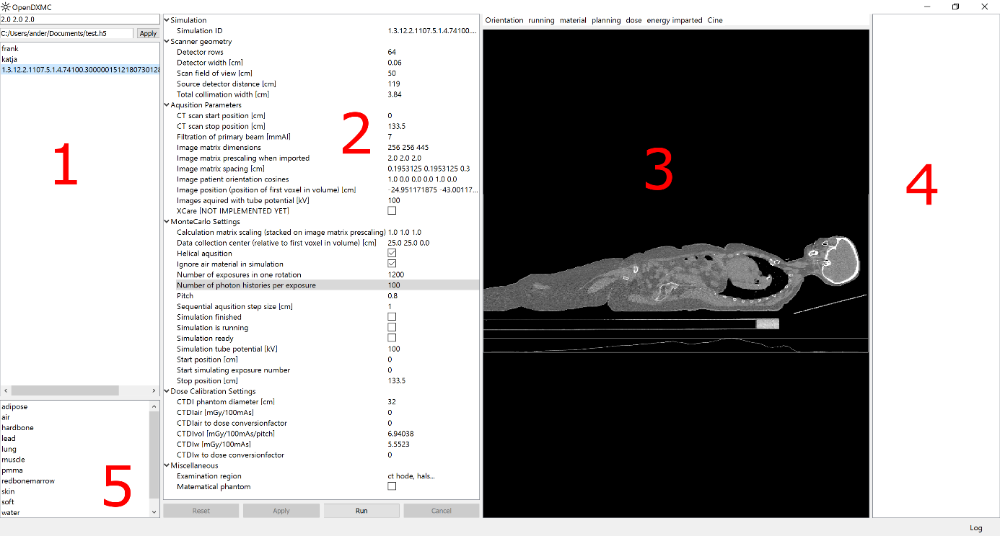 OpenDXMC
2.0 2.0 2.0
C:/Users/ander/Documents/test.h5 Apply
frank
katja
1.3.12.2.1107.5.1.4.74100.3000001512180730128
1
adipose
air
hardbone
lead
lung
muscle
pmma
redbonemarrow
skin
soft
water
5
Simulation
Simulation ID 1.3.12.2.1107.5.1.4.74100....
Scanner geometry
Detector rows 64
Detector width [cm] 0.06
Scan field of view [cm] 50
Source detector distance [cm] 119
Total collimation width [cm] 3.84
Aqusition Parameters
CT scan start position [cm] 0
CT scan stop position [cm] 133.5
Filtration of primary beam [mmAl] 7
Image matrix dimensions 256 256 445
Image matrix prescaling when imported 2.0 2.0 2.0
Image matrix spacing [cm] 0.1953125 0.1953125 0.3
Image patient orientation cosines 1.0 0.0 0.0 0.0 1.0 0.0
Image position (position of first voxel in volume) [cm] -24.951171875 -43.00117...
Images aquired with tube potential [kV] 100
XCare [NOT IMPLEMENTED YET]
MonteCarlo Settings
Calculation matrix scaling (stacked on image matrix prescaling) 1.0 1.0 1.0
Data collection center (relative to first voxel in volume) [cm] 25.0 25.0 0.0
Helical aqusition
Ignore air material in simulation
Number of exposures in one rotation 1200
Number of photon histories per exposure 100
Pitch 0.8
Sequential aqusition step size [cm] 1
Simulation finished
Simulation is running
Simulation ready
Simulation tube potential [kV] 100
Start position [cm] 0
Start simulating exposure number 0
Stop position [cm] 133.5
Dose Calibration Settings
CTDI phantom diameter [cm] 32
CTDIair [mGy/100mAs] 0
CTDIair to dose conversionfactor 0
CTDIvol [mGy/100mAs/pitch] 6.94038
CTDIw [mGy/100mAs] 5.5523
CTDIw to dose conversionfactor 0
Miscellaneous
Examination region ct hode, hals...
Matematical phantom
2
Reset Apply Run Cancel
Orientation running material planning dose energy imparted Cine
3
4
Log